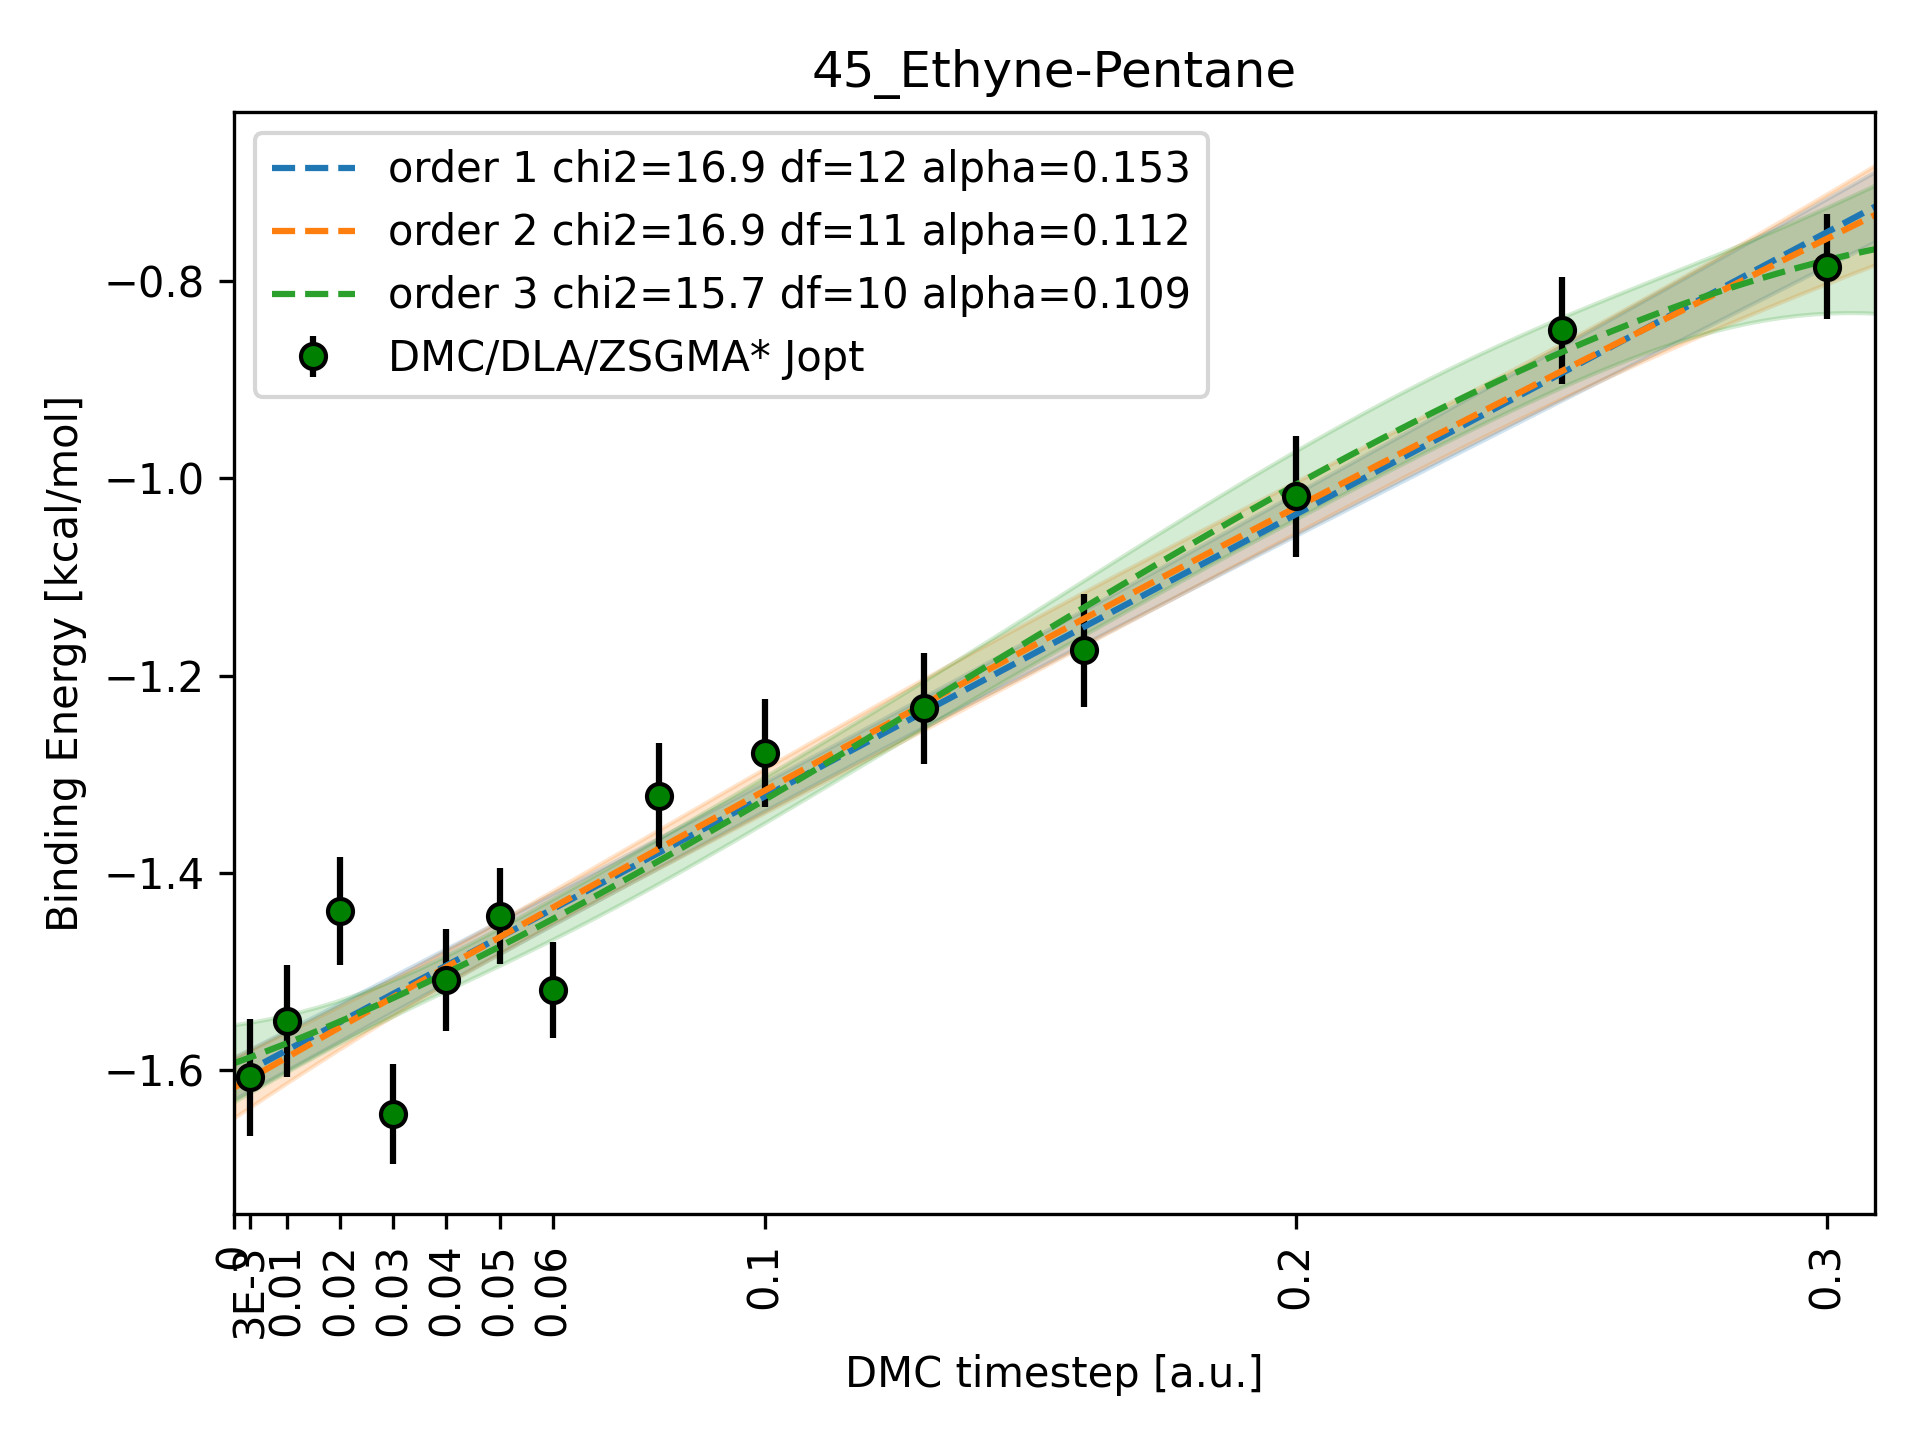 45_Ethyne-Pentane
order 1 chi2=16.9 df=12 alpha=0.153
order 2 chi2=16.9 df=11 alpha=0.112
order 3 chi2=15.7 df=10 alpha=0.109
DMC/DLA/ZSGMA* Jopt
Binding Energy [kcal/mol]
−0.8
−1.0
−1.2
−1.4
−1.6
0
3E-3
0.01
0.02
0.03
0.04
0.05
0.06
0.1
0.2
0.3
DMC timestep [a.u.]